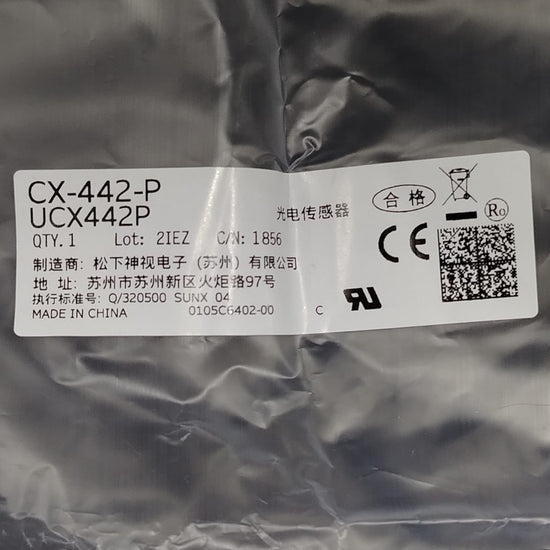 CX-442-P
UCX442P
光电传感器
合格
QTY.1 Lot: 2IEZ C/N: 1856
制造商: 松下神视电子 (苏州) 有限公司
地 址: 苏州市苏州新区火炬路97号
执行标准号: Q/320500 SUNX 04
MADE IN CHINA 0105C6402-00 C
CE
Ro